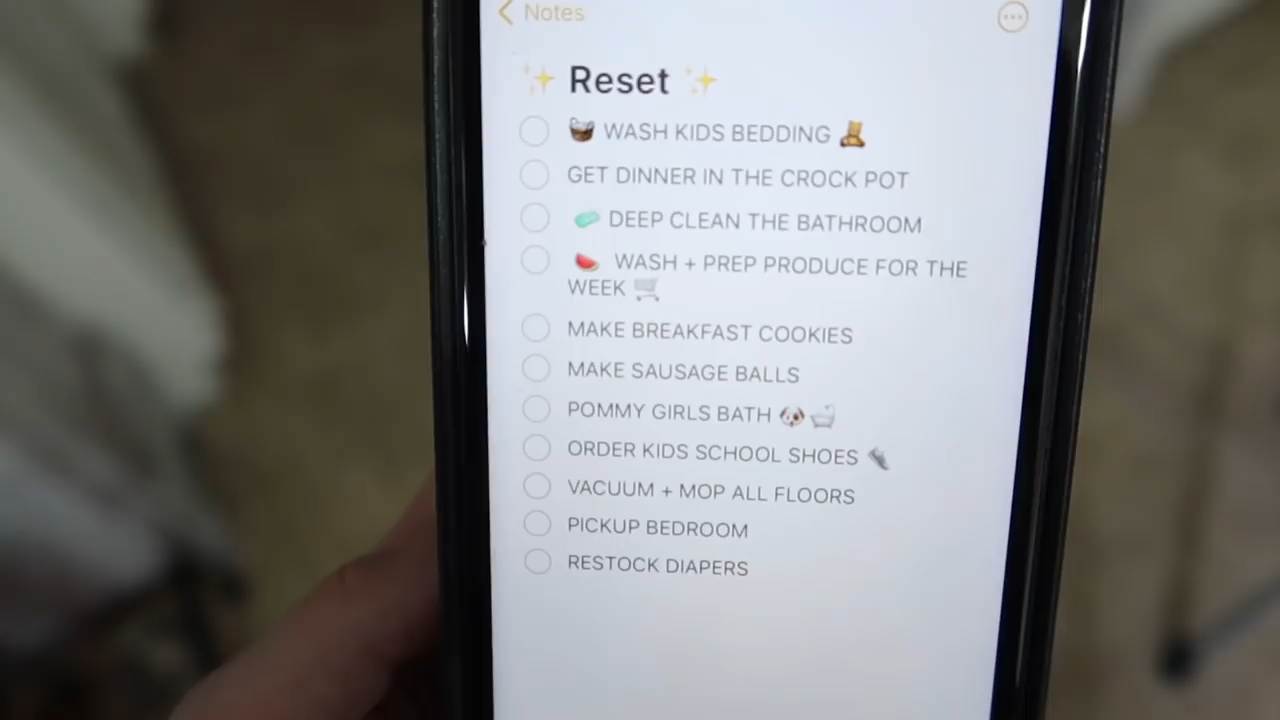 Notes
✨ Reset ✨
🧺 WASH KIDS BEDDING 🧸
GET DINNER IN THE CROCK POT
🧼 DEEP CLEAN THE BATHROOM
🍉 WASH + PREP PRODUCE FOR THE
WEEK 🛒
MAKE BREAKFAST COOKIES
MAKE SAUSAGE BALLS
POMMY GIRLS BATH 🐶🛁
ORDER KIDS SCHOOL SHOES 👟
VACUUM + MOP ALL FLOORS
PICKUP BEDROOM
RESTOCK DIAPERS